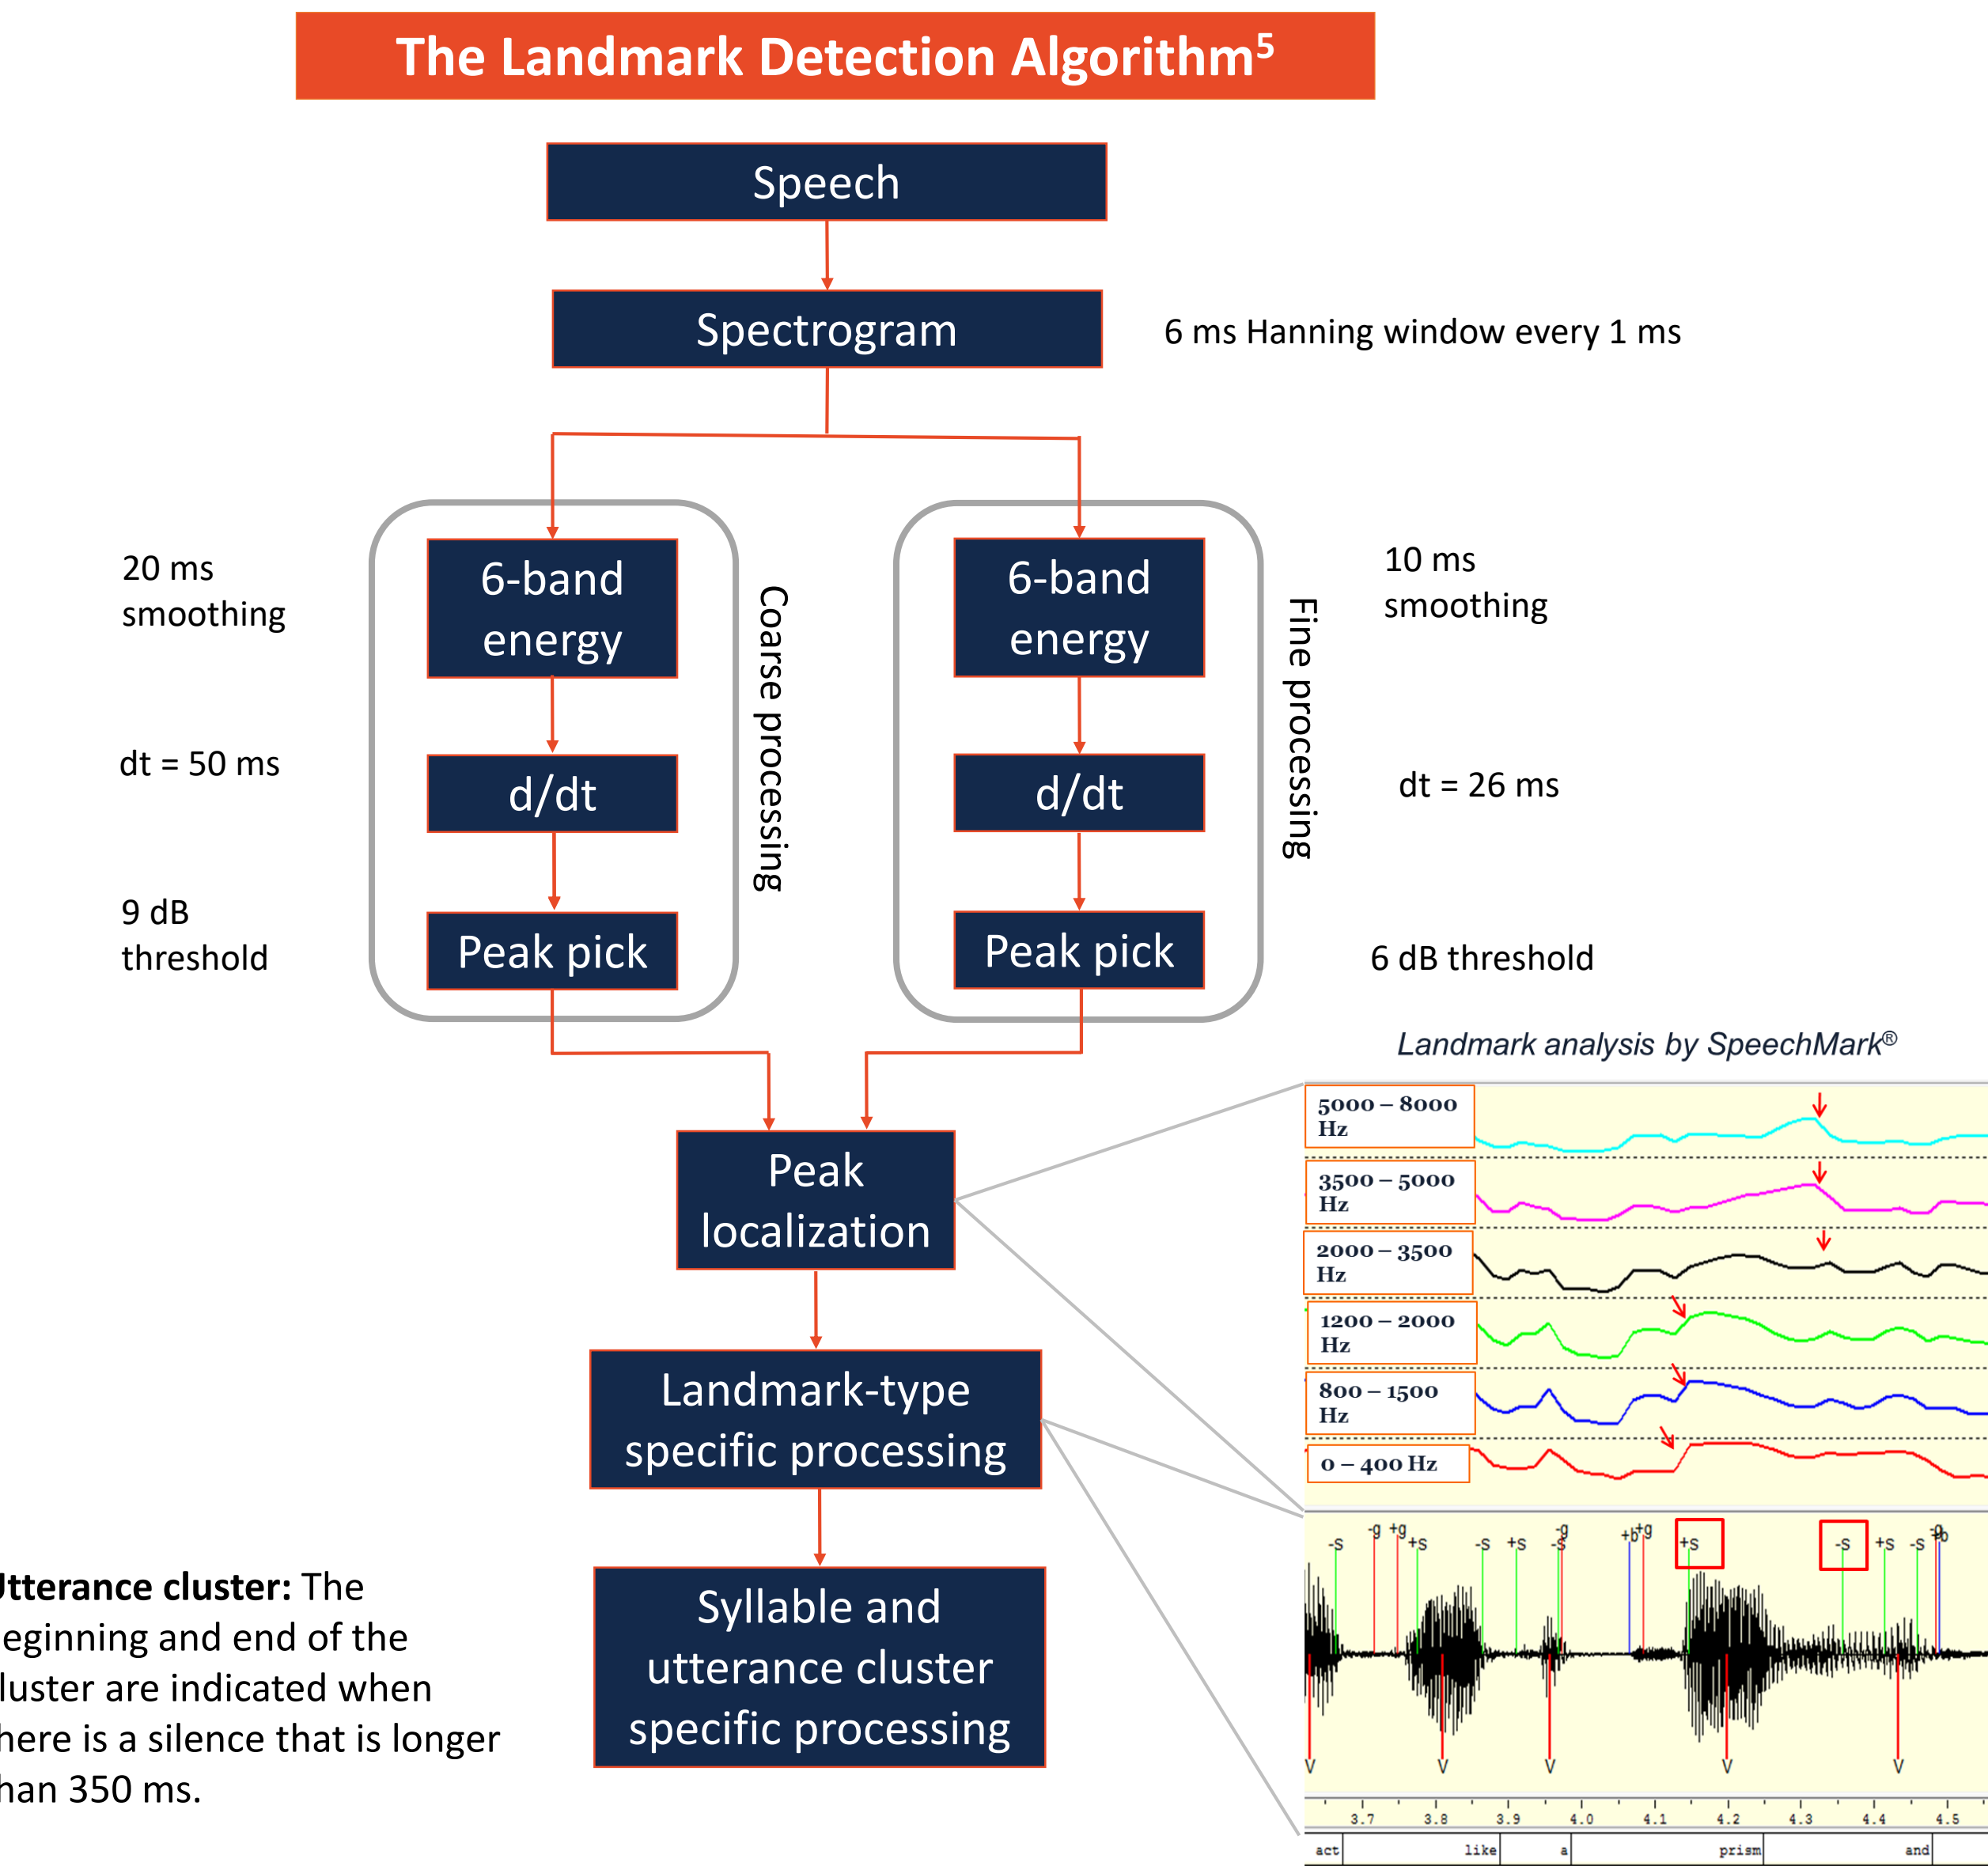 The Landmark Detection Algorithm⁵
Speech
Spectrogram
6 ms Hanning window every 1 ms
20 ms
smoothing
6-band
energy
Coarse processing
6-band
energy
Fine processing
10 ms
smoothing
dt = 50 ms
d/dt
d/dt
dt = 26 ms
9 dB
threshold
Peak pick
Peak pick
6 dB threshold
Landmark analysis by SpeechMark®
Peak
localization
5000 – 8000
Hz
3500 – 5000
Hz
2000 – 3500
Hz
1200 – 2000
Hz
800 – 1500
Hz
0 – 400 Hz
Landmark-type
specific processing
-s -g +g +s -s +s -s -g +b +g +s -s +s -s -g +b
V V V V V
3.7 3.8 3.9 4.0 4.1 4.2 4.3 4.4 4.5
act like a prism and
Syllable and
utterance cluster
specific processing
Utterance cluster: The
eginning and end of the
luster are indicated when
here is a silence that is longer
han 350 ms.